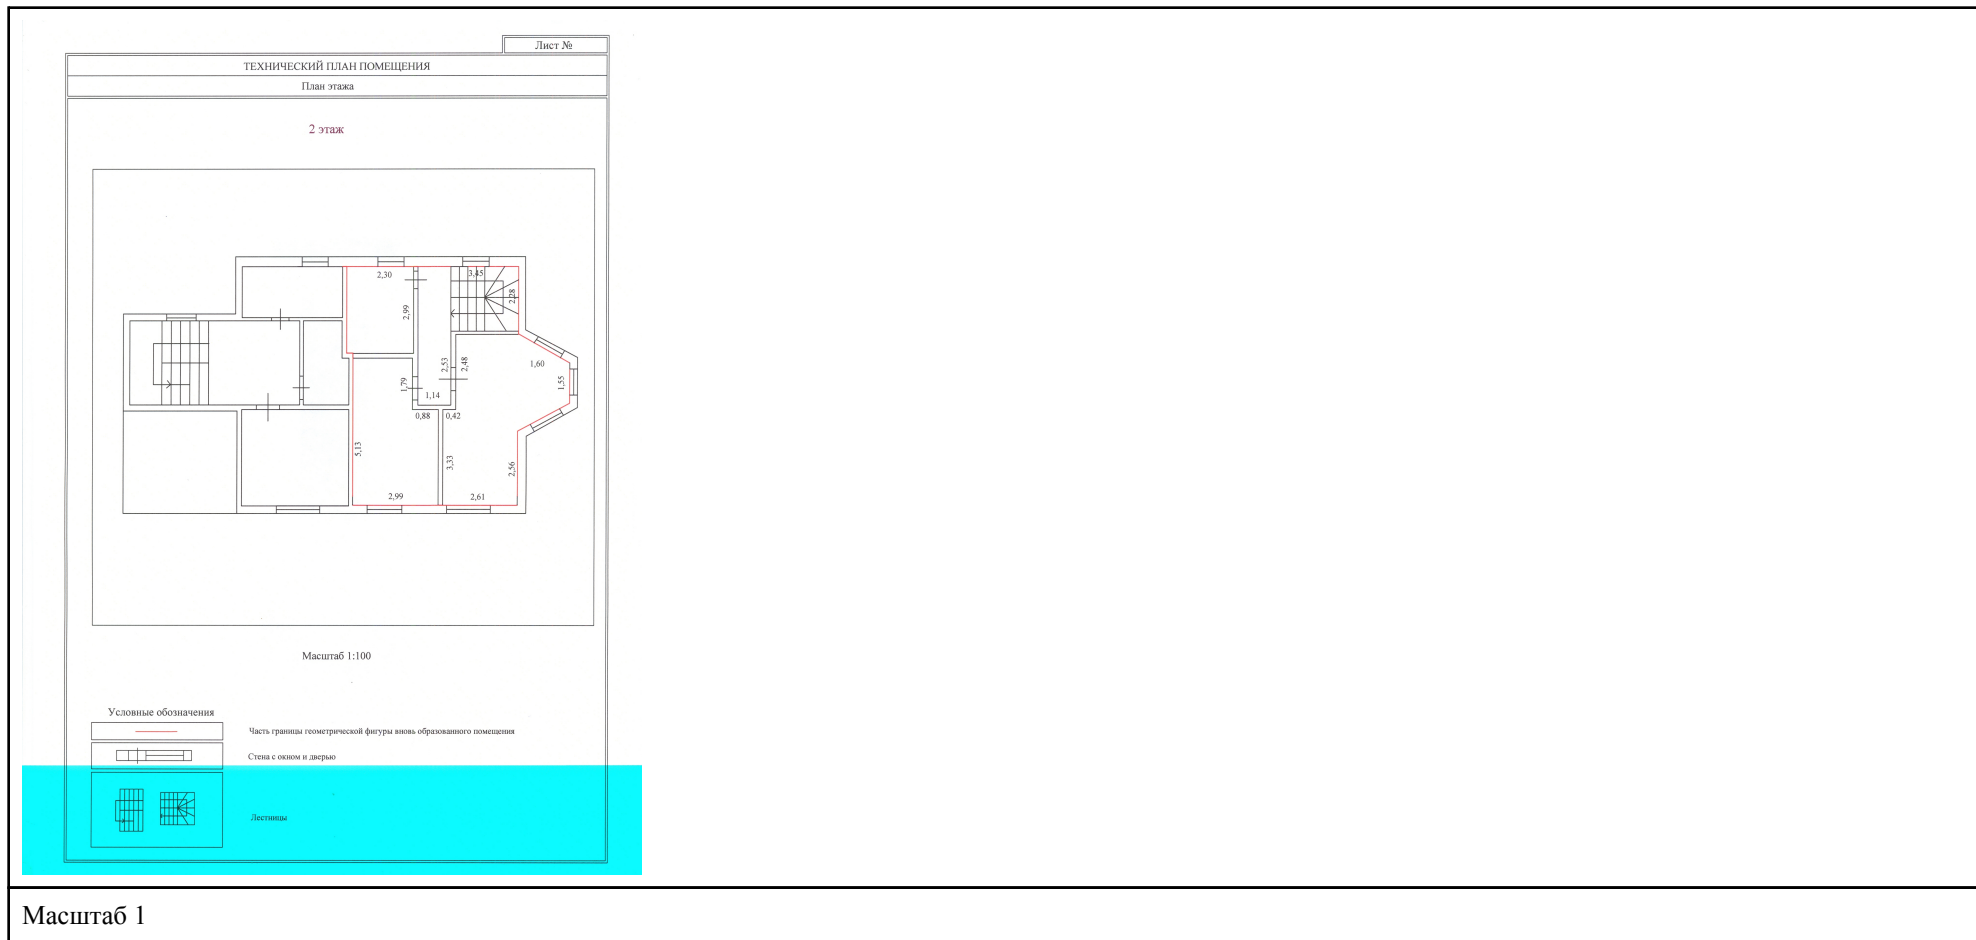 Лист №
ТЕХНИЧЕСКИЙ ПЛАН ПОМЕЩЕНИЯ
План этажа
2 этаж
2,30
3,45
2,28
2,99
2,53
2,48
1,60
1,55
1,79
1,14
0,88
0,42
5,13
3,33
2,56
2,99
2,61
Масштаб 1:100
Условные обозначения
Часть границы геометрической фигуры вновь образованного помещения
Стена с окном и дверью
Лестницы
Масштаб 1